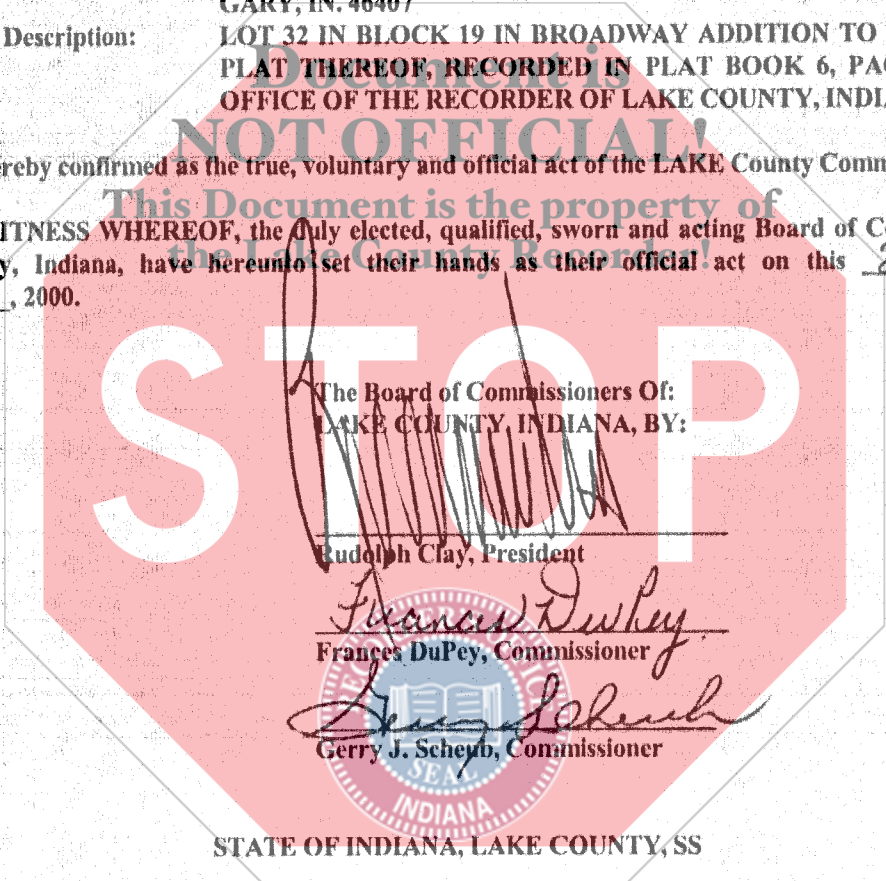 GARY, IN. 46407
Description: LOT 32 IN BLOCK 19 IN BROADWAY ADDITION TO
PLAT THEREOF, RECORDED IN PLAT BOOK 6, PA
OFFICE OF THE RECORDER OF LAKE COUNTY, INDI
Document is
NOT OFFICIAL!
This Document is the property of
the Lake County Recorder!
STOP
ereby confirmed as the true, voluntary and official act of the LAKE County Comm
ITNESS WHEREOF, the duly elected, qualified, sworn and acting Board of C
y, Indiana, have hereunto set their hands as their official act on this 2
, 2000.
The Board of Commissioners Of:
LAKE COUNTY, INDIANA, BY:
Rudolph Clay, President
Frances DuPey
Frances DuPey, Commissioner
Gerry J Scheub
Gerry J. Scheub, Commissioner
SEAL
INDIANA
STATE OF INDIANA, LAKE COUNTY, SS